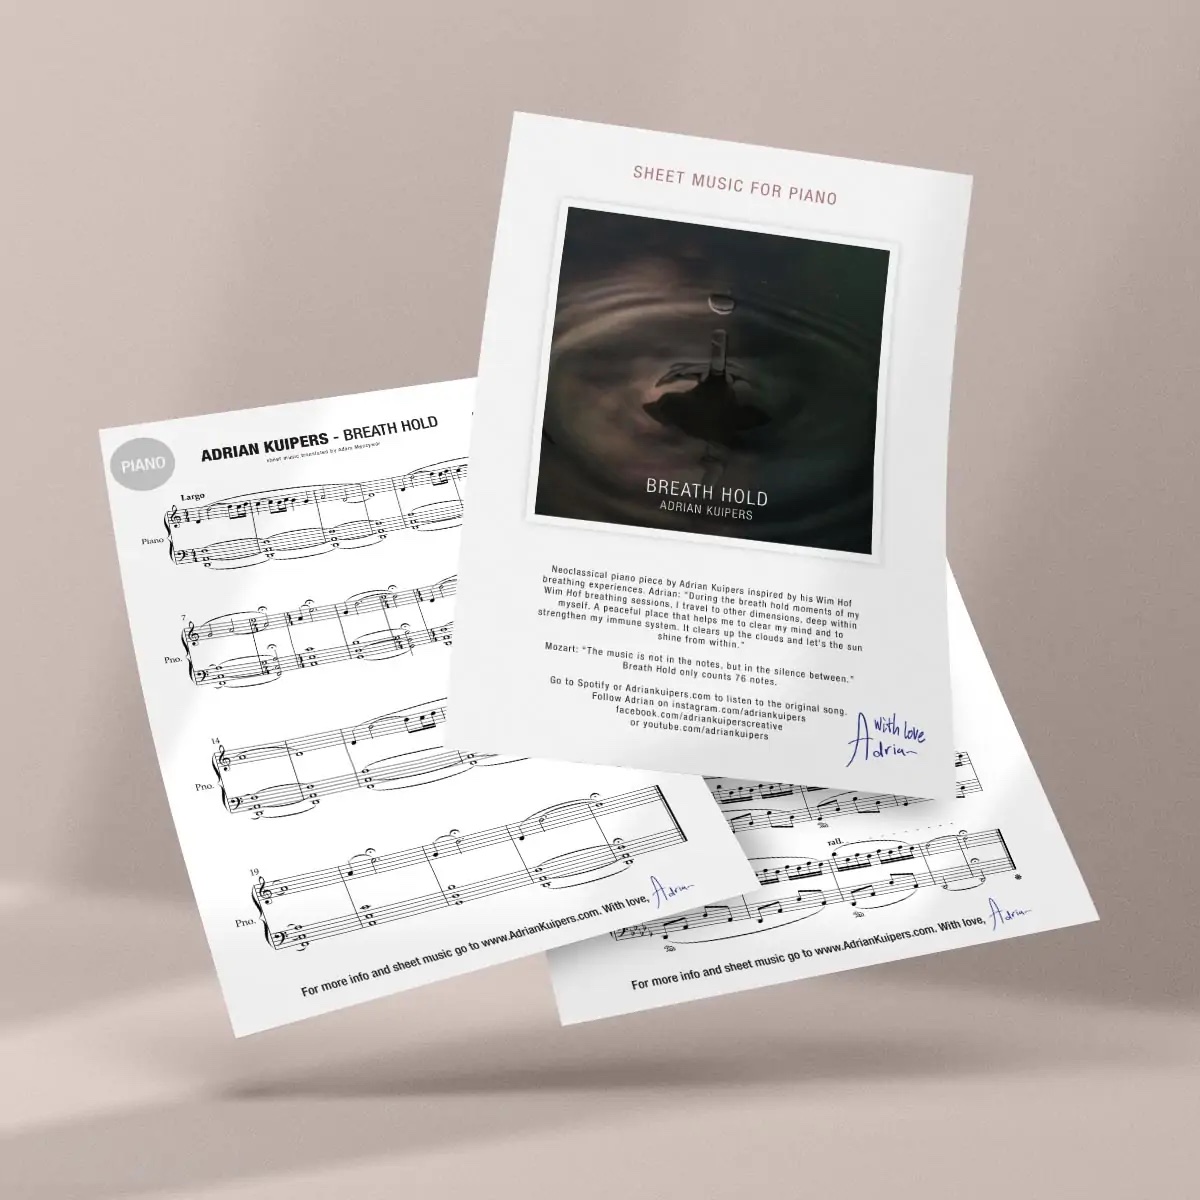 SHEET MUSIC FOR PIANO
BREATH HOLD
ADRIAN KUIPERS
Neoclassical piano piece by Adrian Kuipers inspired by his Wim Hof
breathing experiences. Adrian: "During the breath hold moments of my
Wim Hof breathing sessions, I travel to other dimensions, deep within
myself. A peaceful place that helps me to clear my mind and to
strengthen my immune system. It clears up the clouds and let's the sun
shine from within."
Mozart: "The music is not in the notes, but in the silence between."
Breath Hold only counts 76 notes.
Go to Spotify or Adriankuipers.com to listen to the original song.
Follow Adrian on instagram.com/adriankuipers
facebook.com/adriankuiperscreative
or youtube.com/adriankuipers
With love
Adrian
PIANO
ADRIAN KUIPERS - BREATH HOLD
sheet music translated by Adam
Largo
Piano
7
Pno.
14
Pno.
19
Pno.
For more info and sheet music go to www.AdrianKuipers.com. With love, Adrian
rall.
For more info and sheet music go to www.AdrianKuipers.com. With love, Adrian